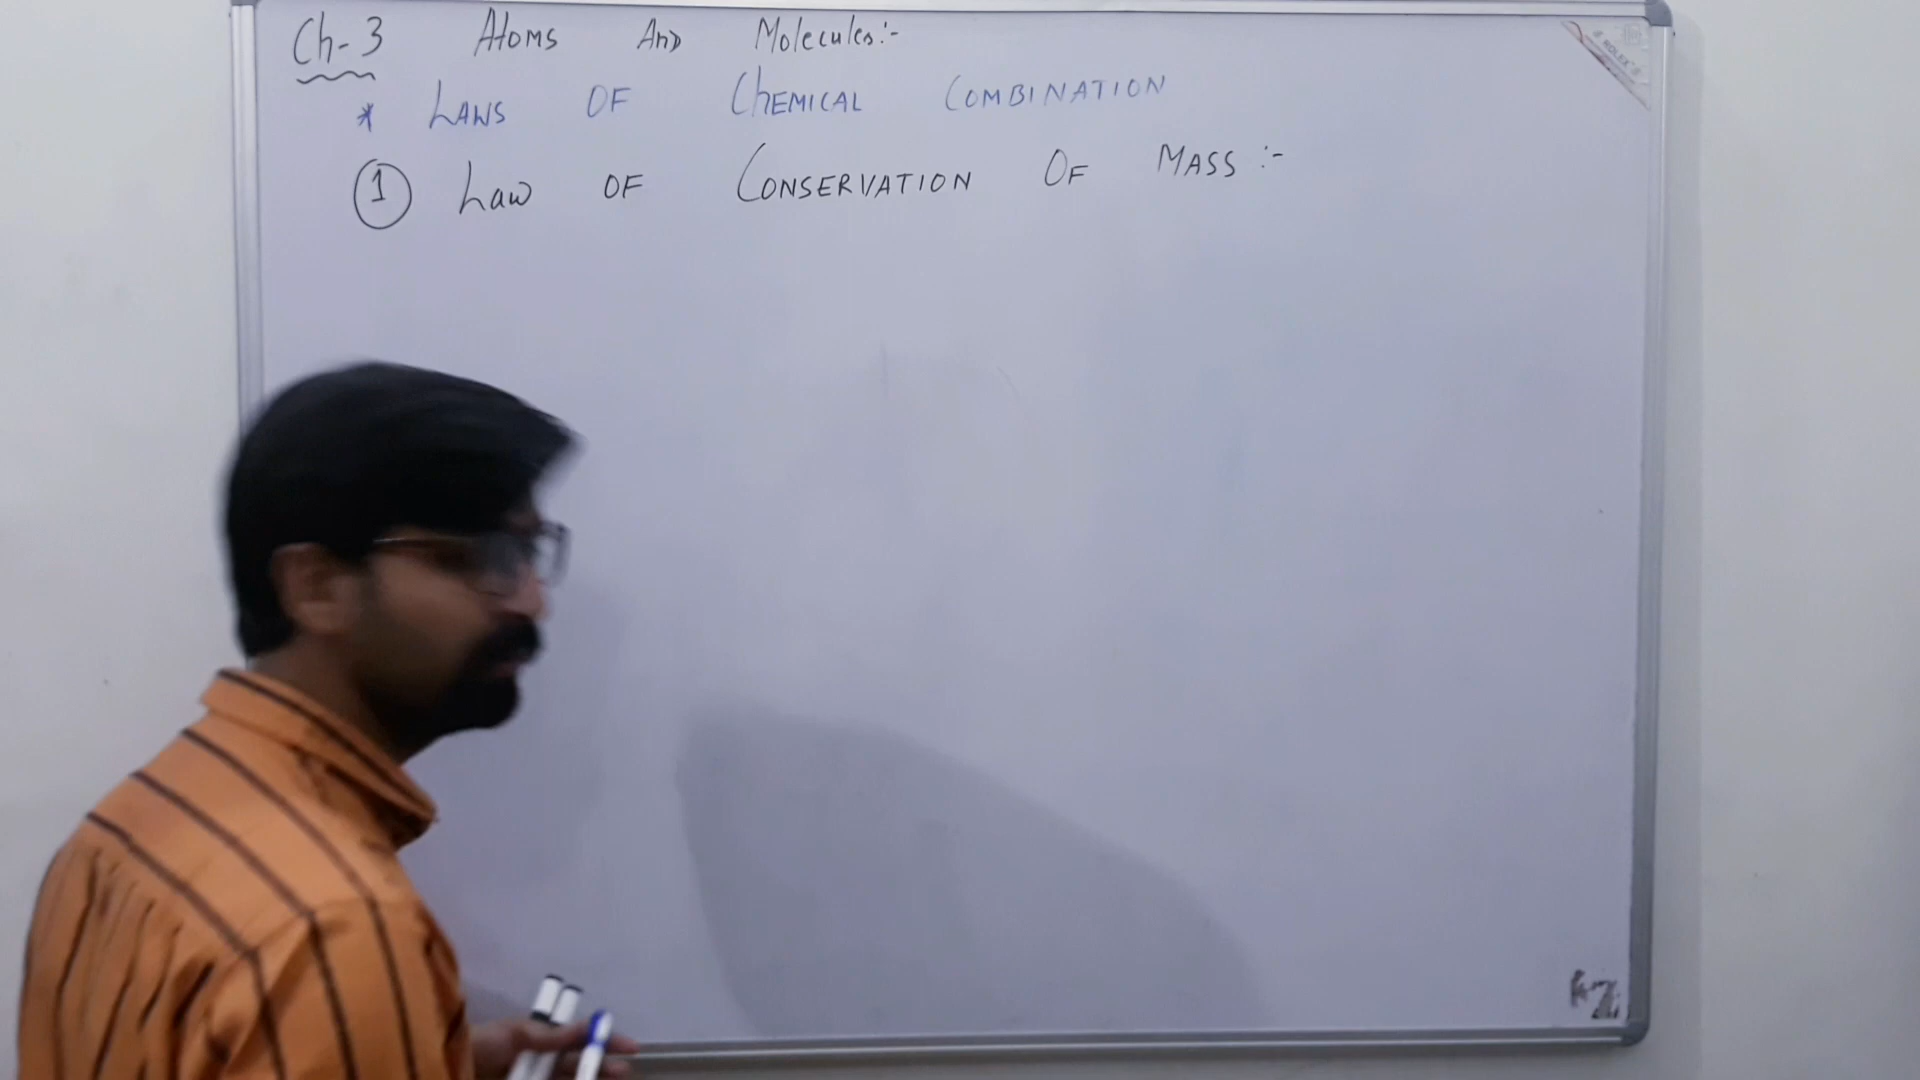 Ch-3 Atoms And Molecules:-
* LAWS OF CHEMICAL COMBINATION
① Law OF CONSERVATION OF MASS :-